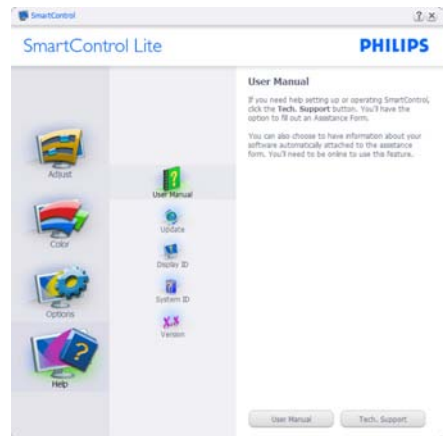 SmartControl
? ×
SmartControl Lite
PHILIPS
Adjust
Color
Options
Help
User Manual
Update
Display ID
System ID
Version
User Manual
If you need help setting up or operating SmartControl,
click the Tech. Support button. You'll have the
option to fill out an Assistance Form.
You can also choose to have information about your
software automatically attached to the assistance
form. You'll need to be online to use this feature.
User Manual
Tech. Support